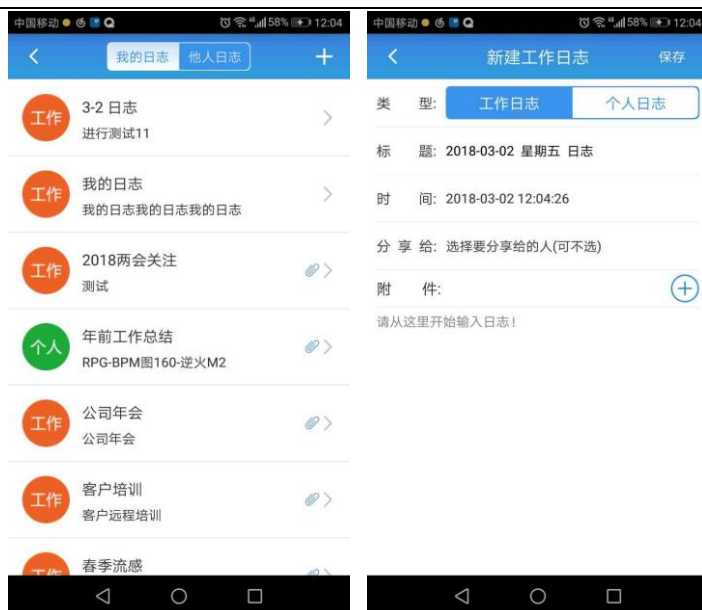 中国移动 58% 12:04
我的日志 他人日志
工作 3-2 日志
进行测试11
工作 我的日志
我的日志我的日志我的日志
工作 2018两会关注
测试
个人 年前工作总结
RPG-BPM图160-逆火M2
工作 公司年会
公司年会
工作 客户培训
客户远程培训
工作 春季流感
中国移动 58% 12:04
新建工作日志 保存
类 型: 工作日志 个人日志
标 题: 2018-03-02 星期五 日志
时 间: 2018-03-02 12:04:26
分 享 给: 选择要分享给的人(可不选)
附 件:
请从这里开始输入日志!